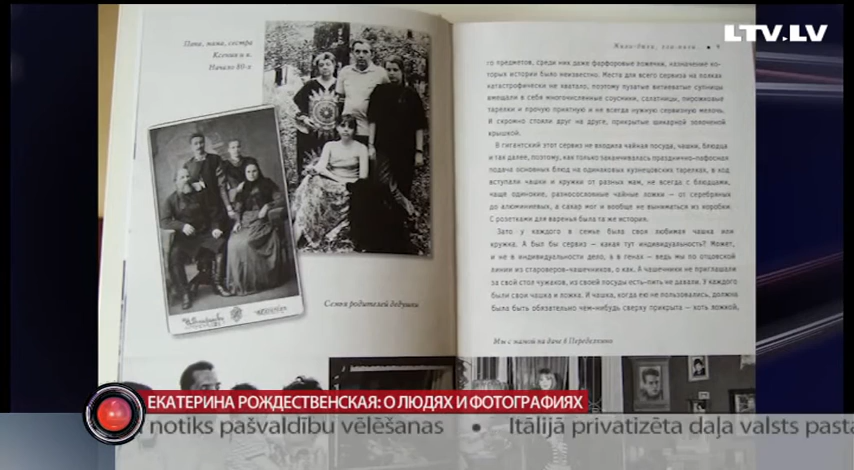 LTV.LV
Папа, мама, сестра
Ксения и я.
Начало 80-х
Семья родителей дедушки
Жили-были, ели-пили... ● 9
го предметов, среди них даже фарфоровые ложечки, назначение ко-
торых истории было неизвестно. Места для всего сервиза на полках
катастрофически не хватало, поэтому пузатые ветиеватые супницы
вмещали в себя многочисленные соусники, салатницы, пирожковые
тарелки и прочую приятную и не всегда нужную сервизную мелочь.
И скромно стояли друг на друге, прикрытые шикарной золоченой
крышкой.
В гигантский этот сервиз не входила чайная посуда, чашки, блюдца
и так далее, поэтому, как только заканчивалась празднично-пафосная
подача основных блюд на одинаковых кузнецовских тарелках, в ход
вступали чашки и кружки от разных мам, не всегда с блюдцами,
чаще одинокие, разносословные чайные ложки — от серебряных
до алюминиевых, а сахар мог и вообще не выниматься из коробки.
С розетками для варенья была та же история.
Зато у каждого в семье была своя любимая чашка или
кружка. А был бы сервиз — какая тут индивидуальность? Может,
и не в индивидуальности дело, а в генах — ведь мы по отцовской
линии из староверов-чашечников, о как. А чашечники не приглашали
за свой стол чужаков, из своей посуды есть-пить не давали. У каждого
были свои чашка и ложка. И чашка, когда ею не пользовались, должна
была быть обязательно чем-нибудь сверху прикрыта — хоть ложкой,
Мы с мамой на даче в Переделкино
ЕКАТЕРИНА РОЖДЕСТВЕНСКАЯ: О ЛЮДЯХ И ФОТОГРАФИЯХ
notiks pašvaldību vēlēšanas ● Itālijā privatizēta daļa valsts pasta